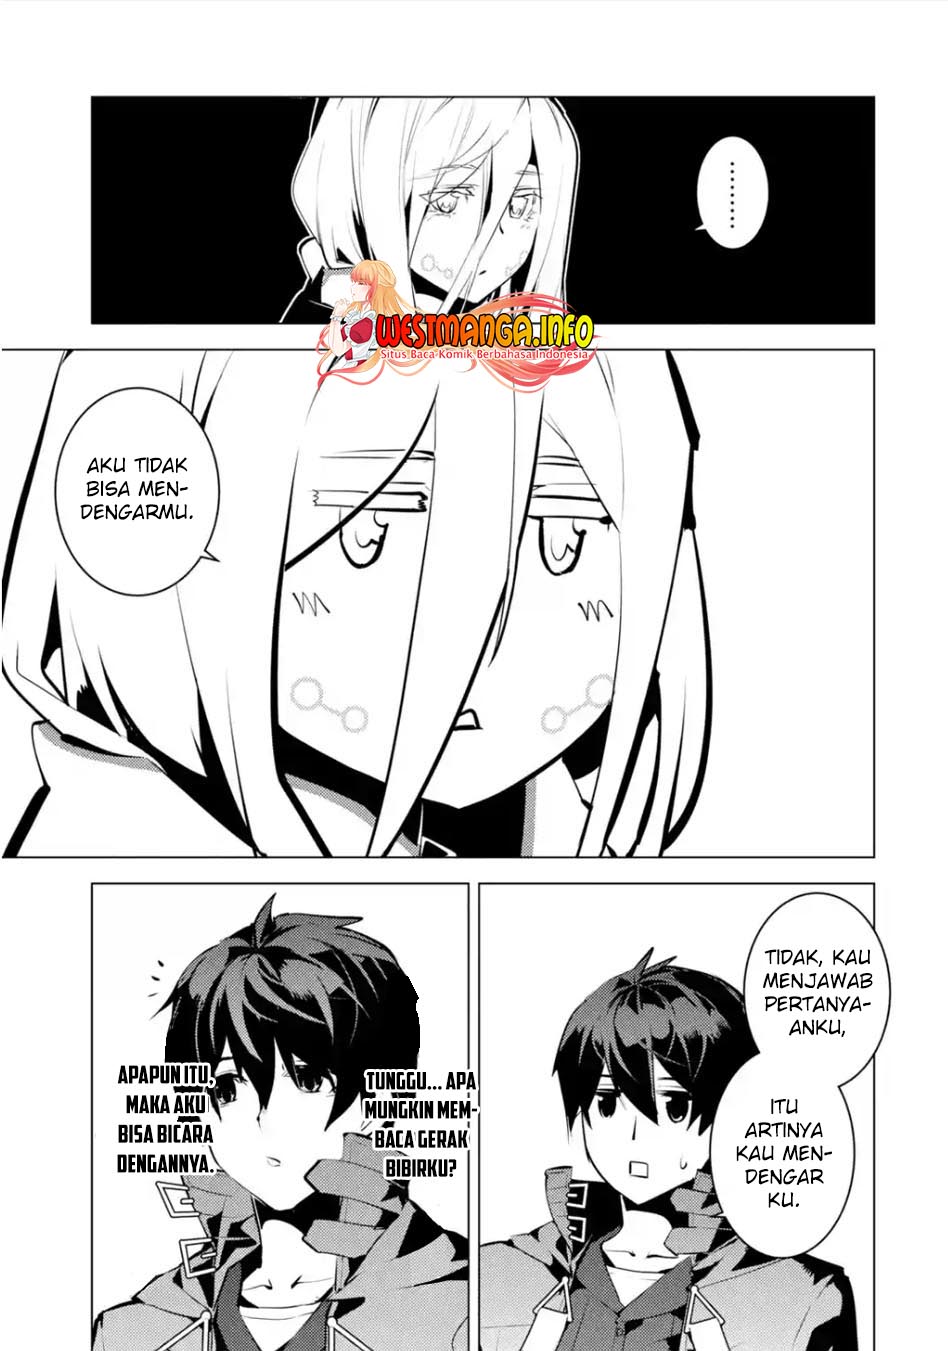 .........
WESTMANGA.INFO
Situs Baca Komik Berbahasa Indonesia
AKU TIDAK
BISA MEN-
DENGARMU.
TIDAK, KAU
MENJAWAB
PERTANYA-
ANKU,
ITU
ARTINYA
KAU MEN-
DENGAR
KU.
TUNGGU... APA
MUNGKIN MEM-
BACA GERAK
BIBIRKU?
APAPUN ITU,
MAKA AKU
BISA BICARA
DENGANNYA.